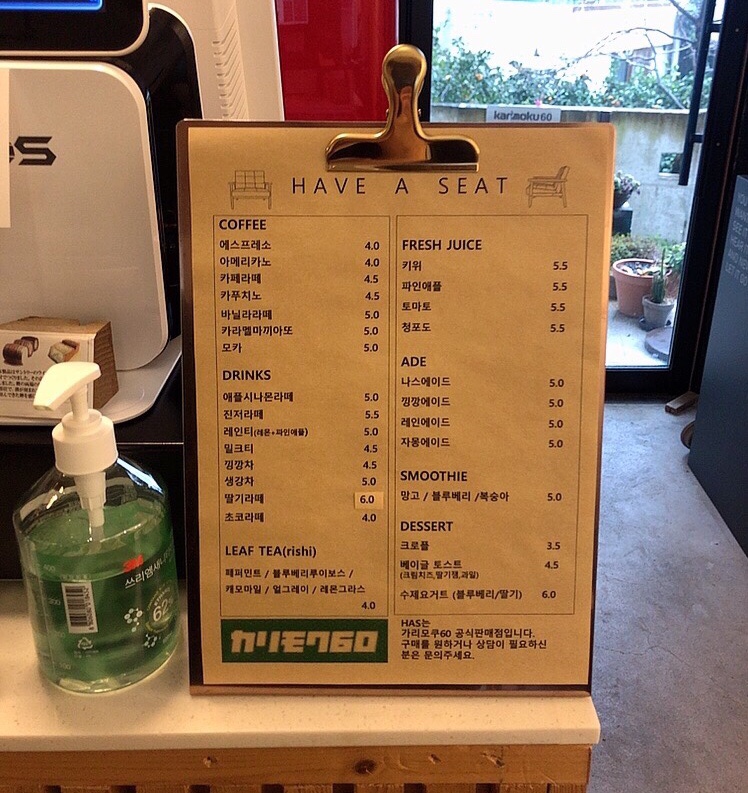 karimoku60
HAVE A SEAT
COFFEE
에스프레소 4.0
아메리카노 4.0
카페라떼 4.5
카푸치노 4.5
바닐라라떼 5.0
카라멜마끼아또 5.0
모카 5.0
DRINKS
애플시나몬라떼 5.0
진저라떼 5.5
레인티(레몬+파인애플) 5.0
밀크티 4.5
낑깡차 4.5
생강차 5.0
딸기라떼 6.0
초코라떼 4.0
LEAF TEA(rishi)
페퍼민트 / 블루베리루이보스 /
캐모마일 / 얼그레이 / 레몬그라스
4.0
FRESH JUICE
키위 5.5
파인애플 5.5
토마토 5.5
청포도 5.5
ADE
나스에이드 5.0
낑깡에이드 5.0
레인에이드 5.0
자몽에이드 5.0
SMOOTHIE
망고 / 블루베리 /복숭아 5.0
DESSERT
크로플 3.5
베이글 토스트 4.5
(크림치즈,딸기잼,과일)
수제요거트 (블루베리/딸기) 6.0
カリモク60
HAS는
가리모쿠60 공식판매점입니다.
구매를 원하거나 상담이 필요하신
분은 문의주세요.
3M
쓰리엠새니
62%